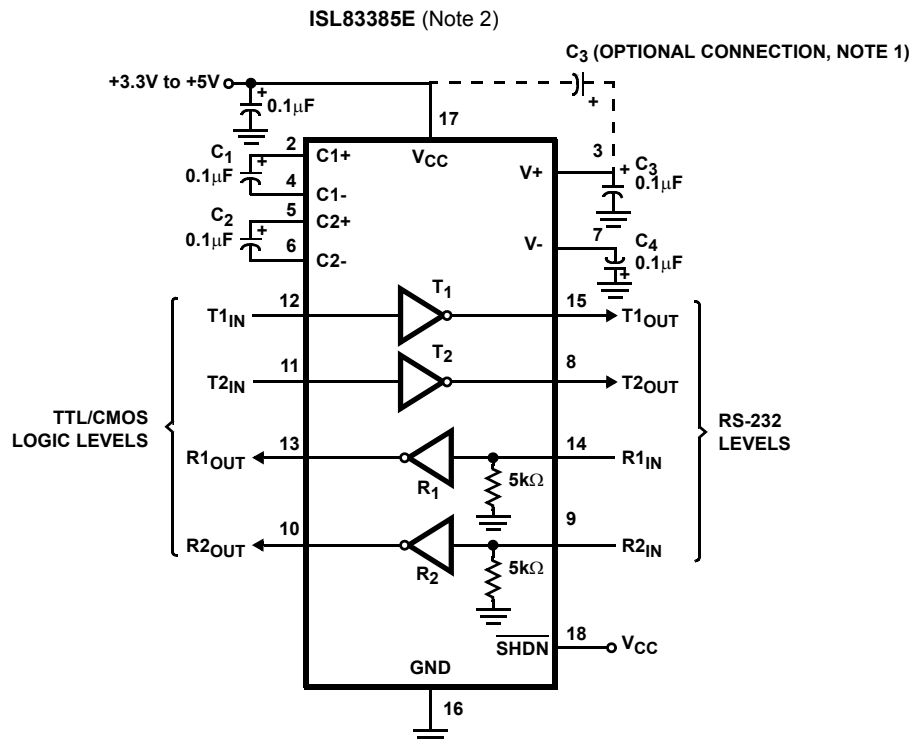 ISL83385E (Note 2)
C3 (OPTIONAL CONNECTION, NOTE 1)
+3.3V to +5V
+
0.1μF
17
+
2
C1
0.1μF
+
4
C1+
C1-
VCC
V+
3
+
C3
0.1μF
5
C2
0.1μF
+
6
C2+
C2-
V-
7
C4
0.1μF
+
T1IN
12
T1
15
T1OUT
T2IN
11
T2
8
T2OUT
TTL/CMOS
LOGIC LEVELS
RS-232
LEVELS
R1OUT
13
R1
14
R1IN
5kΩ
R2OUT
10
R2
9
R2IN
5kΩ
SHDN
18
VCC
GND
16